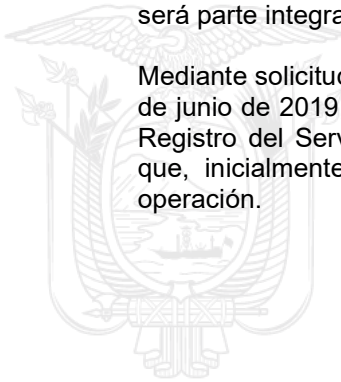 será parte integra
Mediante solicitud
de junio de 2019
Registro del Serv
que, inicialmente
operación.